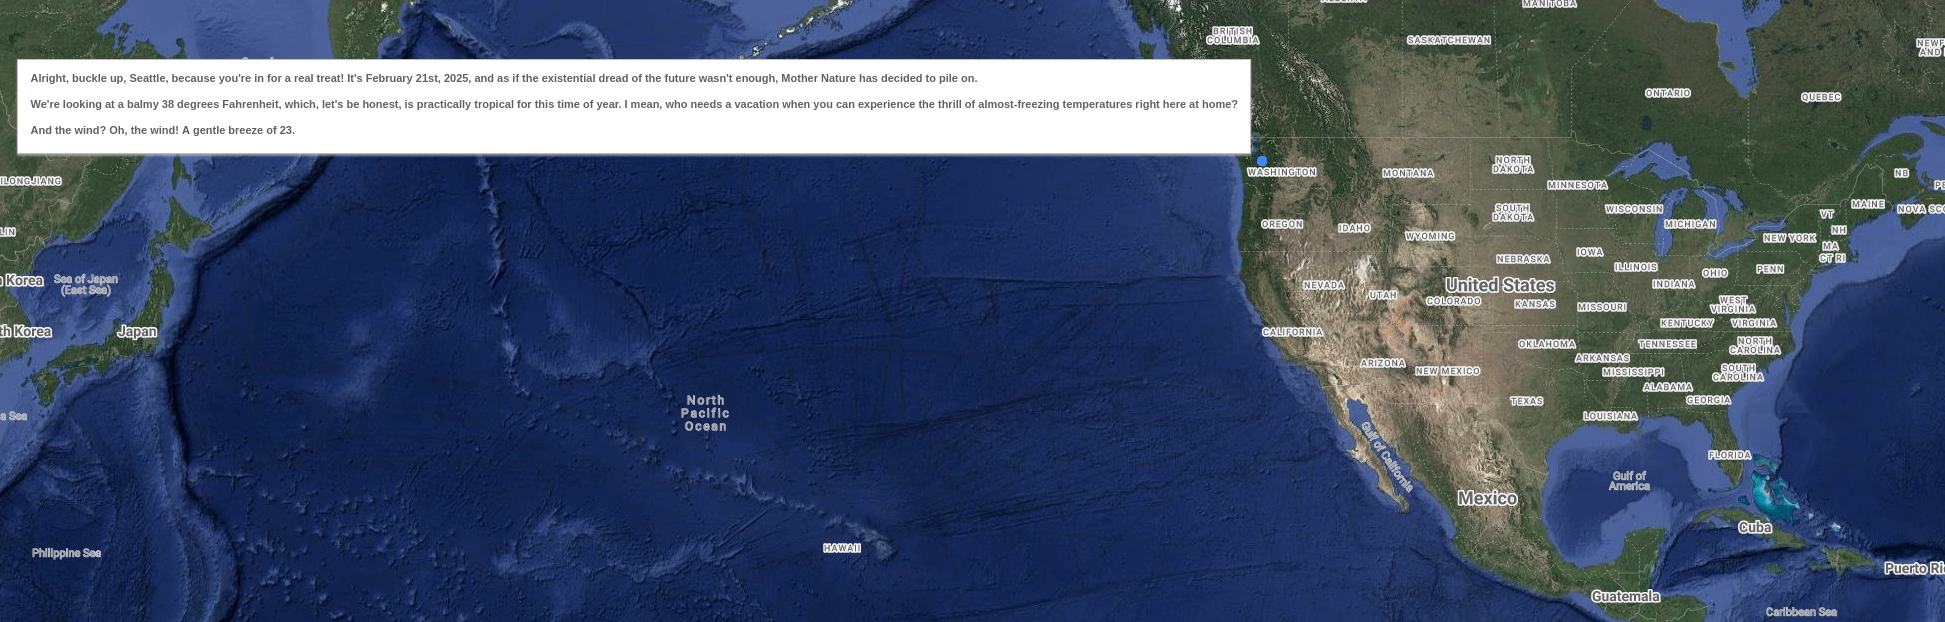 MANITOBA
BRITISH
COLUMBIA
SASKATCHEWAN
Alright, buckle up, Seattle, because you're in for a real treat! It's February 21st, 2025, and as if the existential dread of the future wasn't enough, Mother Nature has decided to pile on.
We're looking at a balmy 38 degrees Fahrenheit, which, let's be honest, is practically tropical for this time of year. I mean, who needs a vacation when you can experience the thrill of almost-freezing temperatures right here at home?
And the wind? Oh, the wind! A gentle breeze of 23.
ONTARIO
QUEBEC
ILONGJIANG
WASHINGTON
MONTANA
NORTH
DAKOTA
MINNESOTA
NB
MAINE
NOVA SCO
LIN
OREGON
IDAHO
WYOMING
SOUTH
DAKOTA
WISCONSIN
MICHIGAN
VT
NH
NEW YORK
MA
CT RI
NEBRASKA
IOWA
ILLINOIS
OHIO
PENN
INDIANA
Korea
Sea of Japan
(East Sea)
NEVADA
UTAH
United States
COLORADO
KANSAS
MISSOURI
WEST
VIRGINIA
KENTUCKY
VIRGINIA
th Korea
Japan
CALIFORNIA
OKLAHOMA
TENNESSEE
NORTH
CAROLINA
ARKANSAS
ARIZONA
NEW MEXICO
MISSISSIPPI
SOUTH
CAROLINA
ALABAMA
TEXAS
GEORGIA
LOUISIANA
a Sea
North
Pacific
Ocean
Gulf of California
FLORIDA
Gulf of
America
Mexico
Cuba
Philippine Sea
HAWAII
Puerto Ri
Guatemala
Caribbean Sea